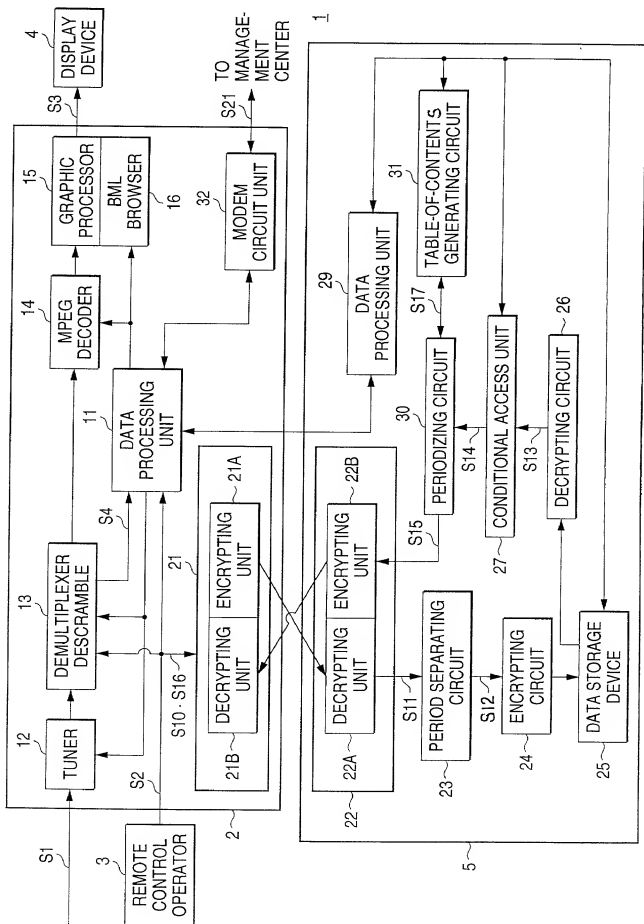 1
4
DISPLAY
DEVICE
S3
TO
MANAGE-
MENT
CENTER
S21
15
GRAPHIC
PROCESSOR
BML
BROWSER
16
32
MODEM
CIRCUIT UNIT
14
MPEG
DECODER
11
DATA
PROCESSING
UNIT
S4
13
DEMULTIPLEXER
DESCRAMBLE
12
TUNER
S1
S2
3
REMOTE
CONTROL
OPERATOR
2
S10 · S16
21
21A
ENCRYPTING
UNIT
DECRYPTING
UNIT
21B
22B
ENCRYPTING
UNIT
DECRYPTING
UNIT
22A
22
S11
PERIOD SEPARATING
CIRCUIT
23
S12
ENCRYPTING
CIRCUIT
24
DATA STORAGE
DEVICE
25
5
29
DATA
PROCESSING UNIT
31
TABLE-OF-CONTENTS
GENERATING CIRCUIT
S17
PERIODIZING CIRCUIT
30
S15
S14
CONDITIONAL ACCESS UNIT
27
S13
DECRYPTING CIRCUIT
26